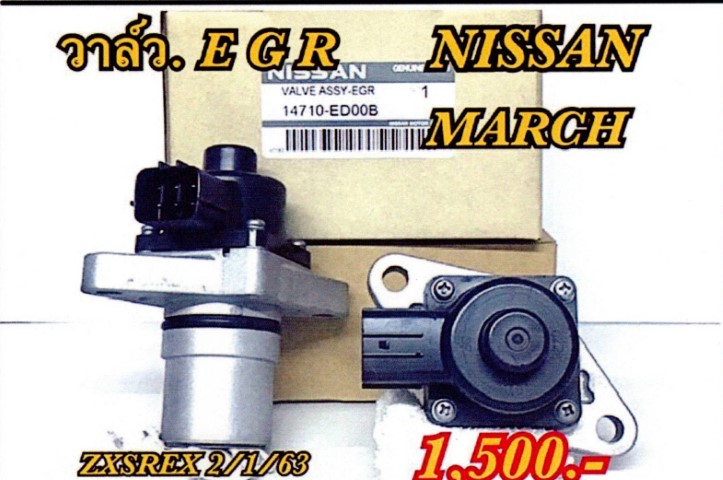 วาล์ว. E G R NISSAN
NISSAN GENUINE
VALVE ASSY-EGR 1
14710-ED00B
MARCH
ZXSREX 2/1/63
1,500.-